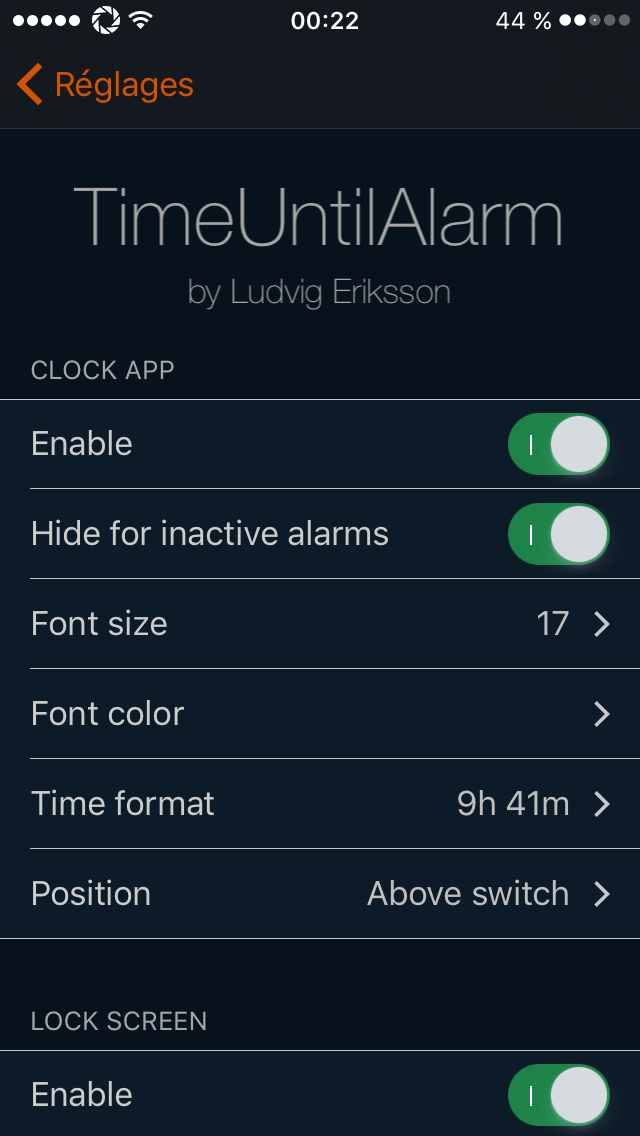 00:22
44 %
Réglages
TimeUntilAlarm
by Ludvig Eriksson
CLOCK APP
Enable
Hide for inactive alarms
Font size 17
Font color
Time format 9h 41m
Position Above switch
LOCK SCREEN
Enable